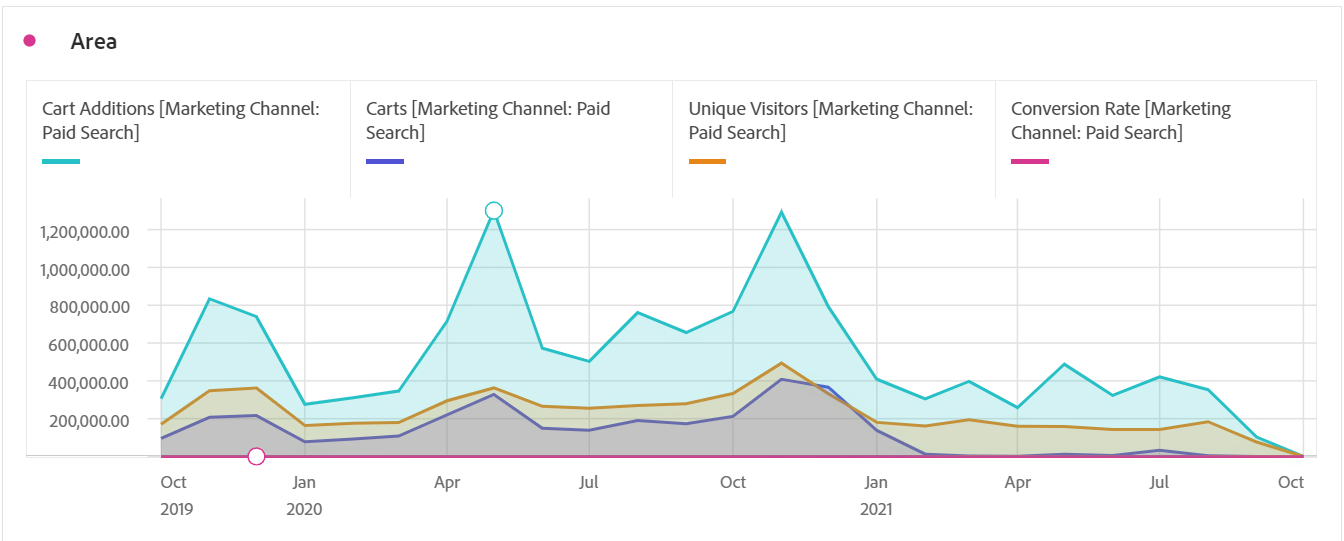 Area
Cart Additions [Marketing Channel:
Paid Search]
Carts [Marketing Channel: Paid
Search]
Unique Visitors [Marketing Channel:
Paid Search]
Conversion Rate [Marketing
Channel: Paid Search]
1,200,000.00
1,000,000.00
800,000.00
600,000.00
400,000.00
200,000.00
Oct Jan Apr Jul Oct Jan Apr Jul Oct
2019 2020 2021